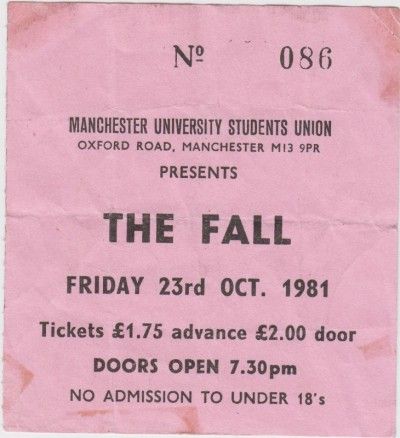 Nº 086
MANCHESTER UNIVERSITY STUDENTS UNION
OXFORD ROAD, MANCHESTER M13 9PR
PRESENTS
THE FALL
FRIDAY 23rd OCT. 1981
Tickets £1.75 advance £2.00 door
DOORS OPEN 7.30pm
NO ADMISSION TO UNDER 18's